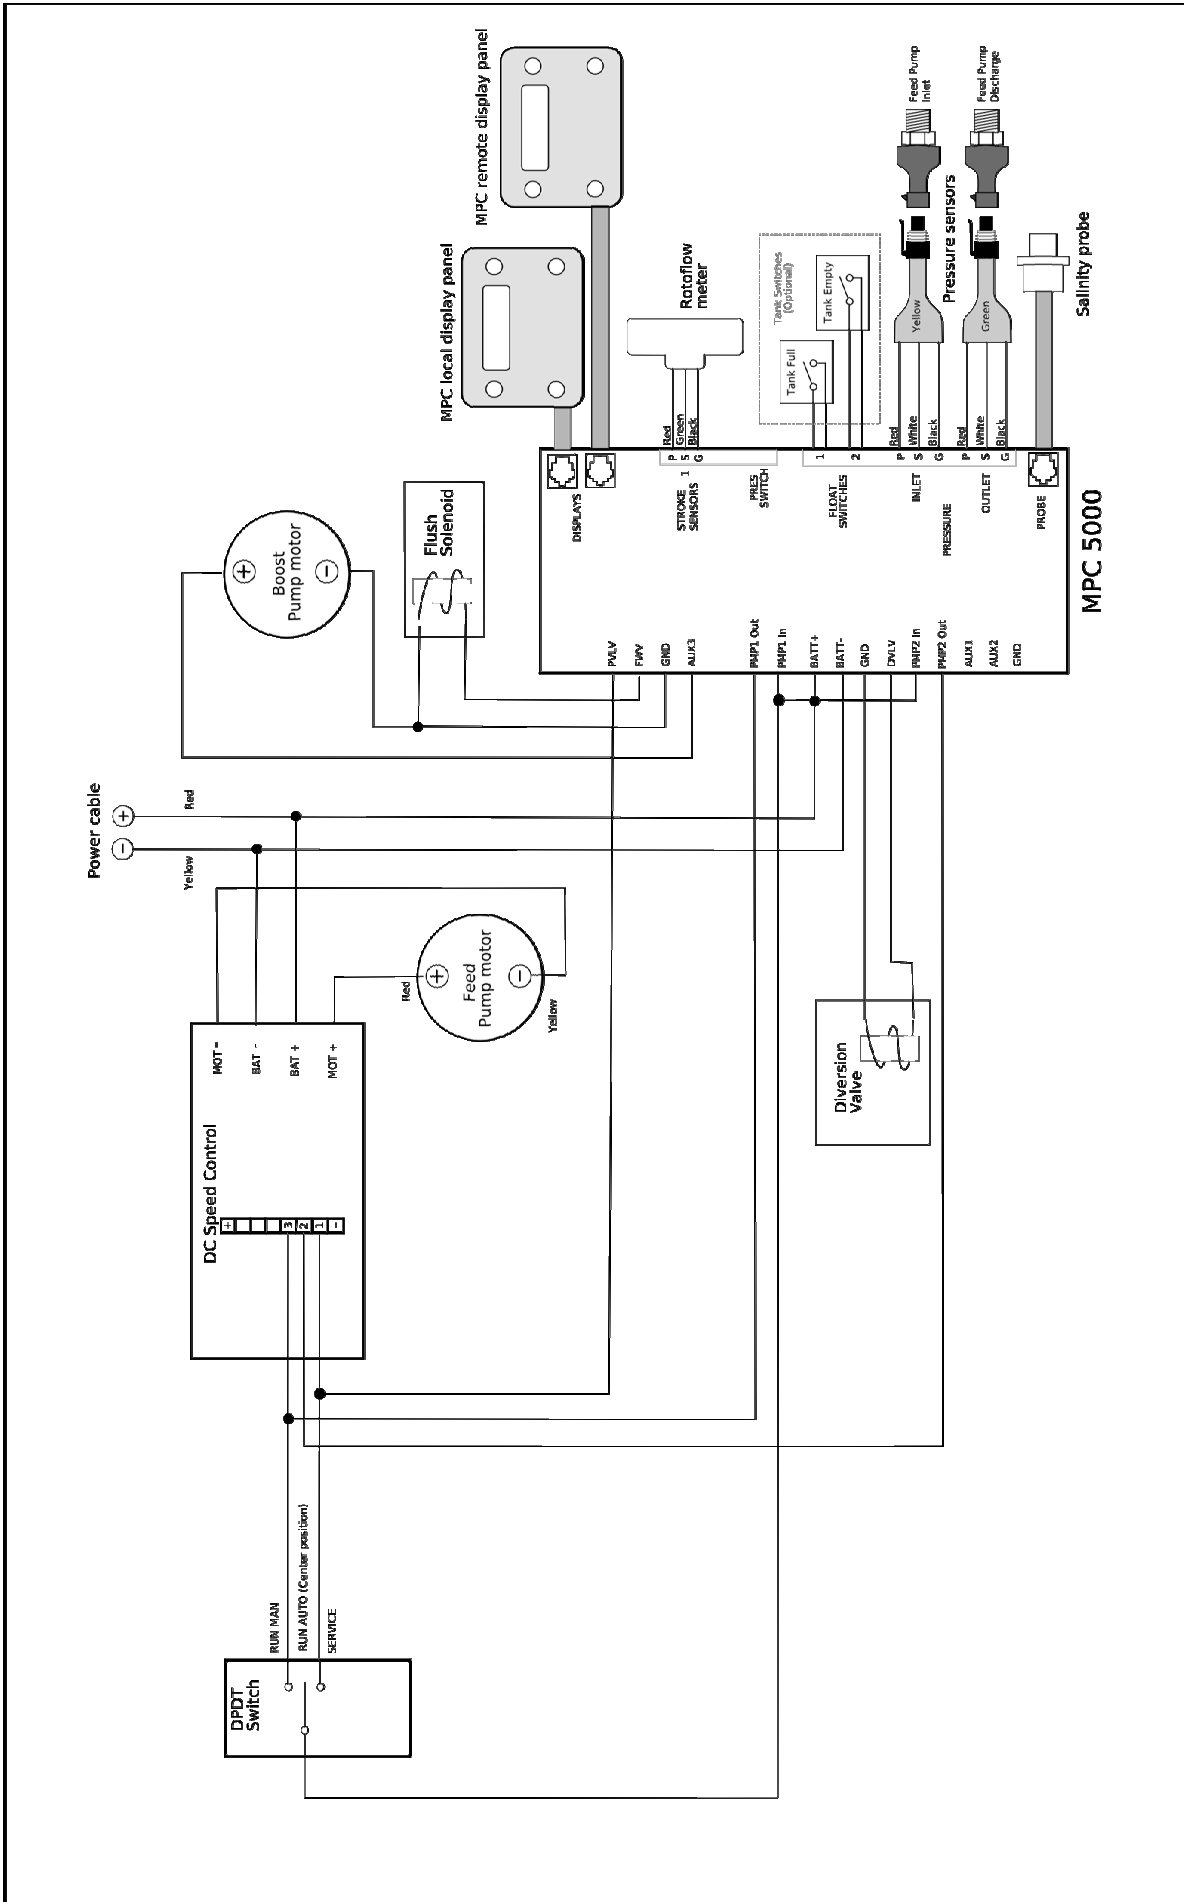 MPC remote display panel
MPC local display panel
Feed Pump
Inlet
Feed Pump
Discharge
Rotoflow
meter
Tank Switches
(Optional)
Tank Empty
Tank Full
Pressure sensors
Yellow
Green
Salinity probe
Red
Green
Black
Red
White
Black
Red
White
Black
DISPLAYS
P
S
G
1
STROKE
SENSORS
PRES
SWITCH
1
2
FLOAT
SWITCHES
P
S
G
INLET
PRESSURE
P
S
G
OUTLET
PROBE
MPC 5000
PVLV
FWV
GND
AUX3
PMP1 Out
PMP1 In
BATT+
BATT-
GND
DVLV
PMP2 In
PMP2 Out
AUX1
AUX2
GND
Boost
Pump motor
+
−
Flush
Solenoid
Power cable
+
−
Red
Yellow
Feed
Pump motor
+
−
Red
Yellow
MOT -
BAT -
BAT +
MOT +
DC Speed Control
+
3
2
1
-
Diversion
Valve
RUN MAN
RUN AUTO (Center position)
SERVICE
DPDT
Switch